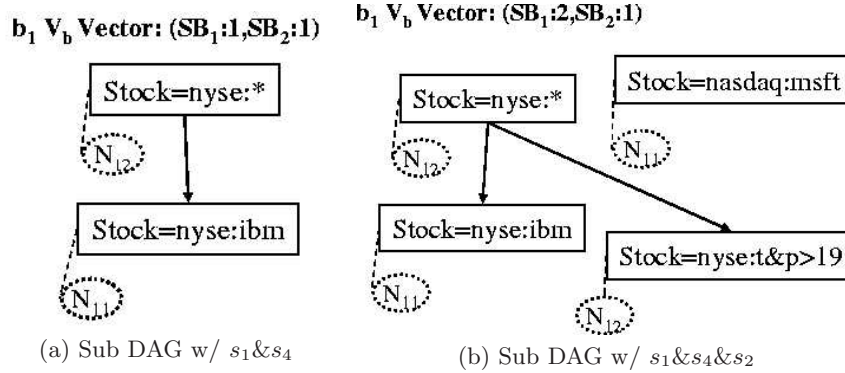 b₁ V_b Vector: (SB₁:1,SB₂:1)
Stock=nyse:*
N₁₂
Stock=nyse:ibm
N₁₁
(a) Sub DAG w/ s₁&s₄
b₁ V_b Vector: (SB₁:2,SB₂:1)
Stock=nyse:*
Stock=nasdaq:msft
N₁₂
N₁₁
Stock=nyse:ibm
Stock=nyse:t&p>19
N₁₁
N₁₂
(b) Sub DAG w/ s₁&s₄&s₂